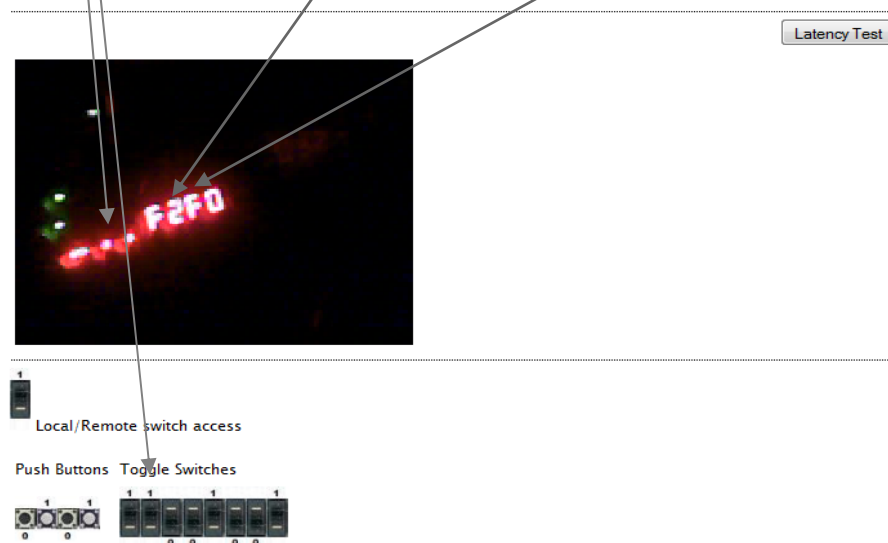 Latency Test
F2F0
1
Local/Remote switch access
Push Buttons Toggle Switches
1 1 1 1 1 1
0 0 0 0 0 0